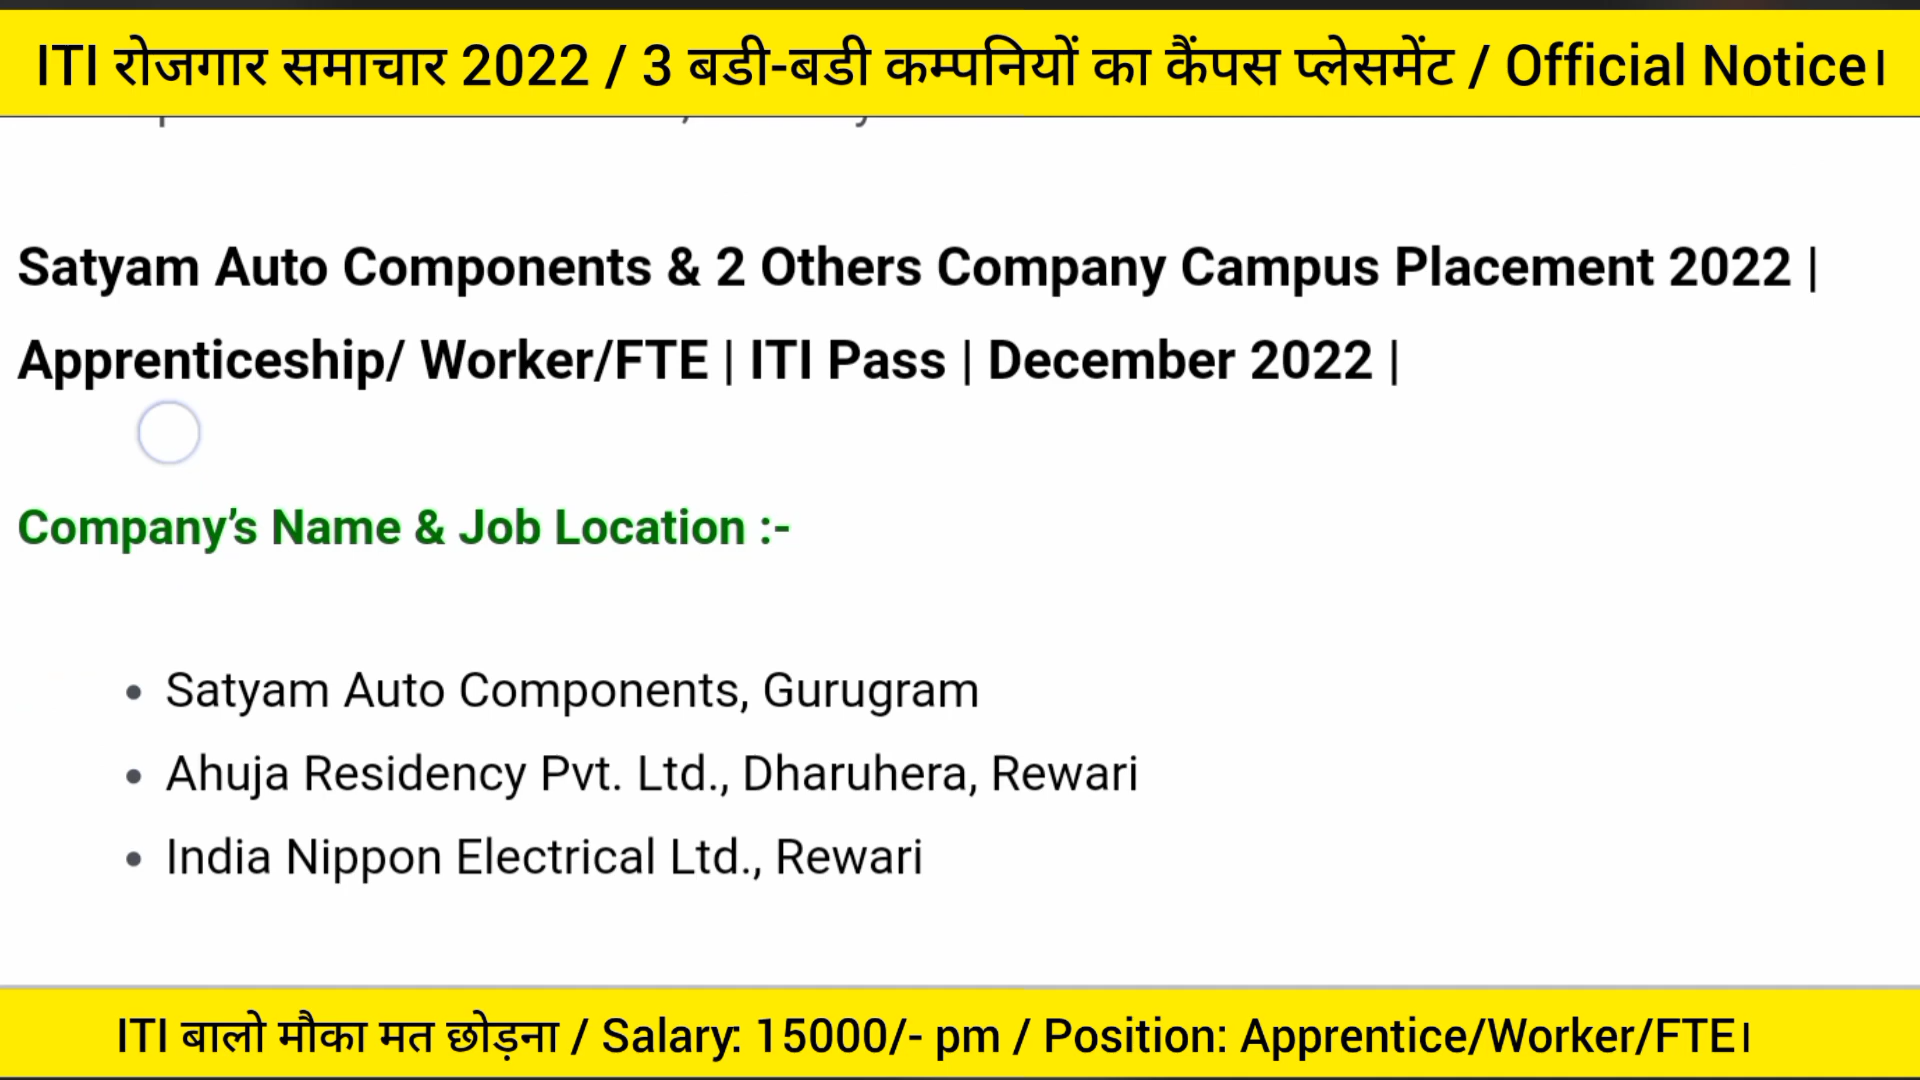 ITI रोजगार समाचार 2022 / 3 बडी-बडी कम्पनियों का कैंपस प्लेसमेंट / Official Notice।
Satyam Auto Components & 2 Others Company Campus Placement 2022 |
Apprenticeship/ Worker/FTE | ITI Pass | December 2022 |
Company’s Name & Job Location :-
• Satyam Auto Components, Gurugram
• Ahuja Residency Pvt. Ltd., Dharuhera, Rewari
• India Nippon Electrical Ltd., Rewari
ITI बालो मौका मत छोड़ना / Salary: 15000/- pm / Position: Apprentice/Worker/FTE।